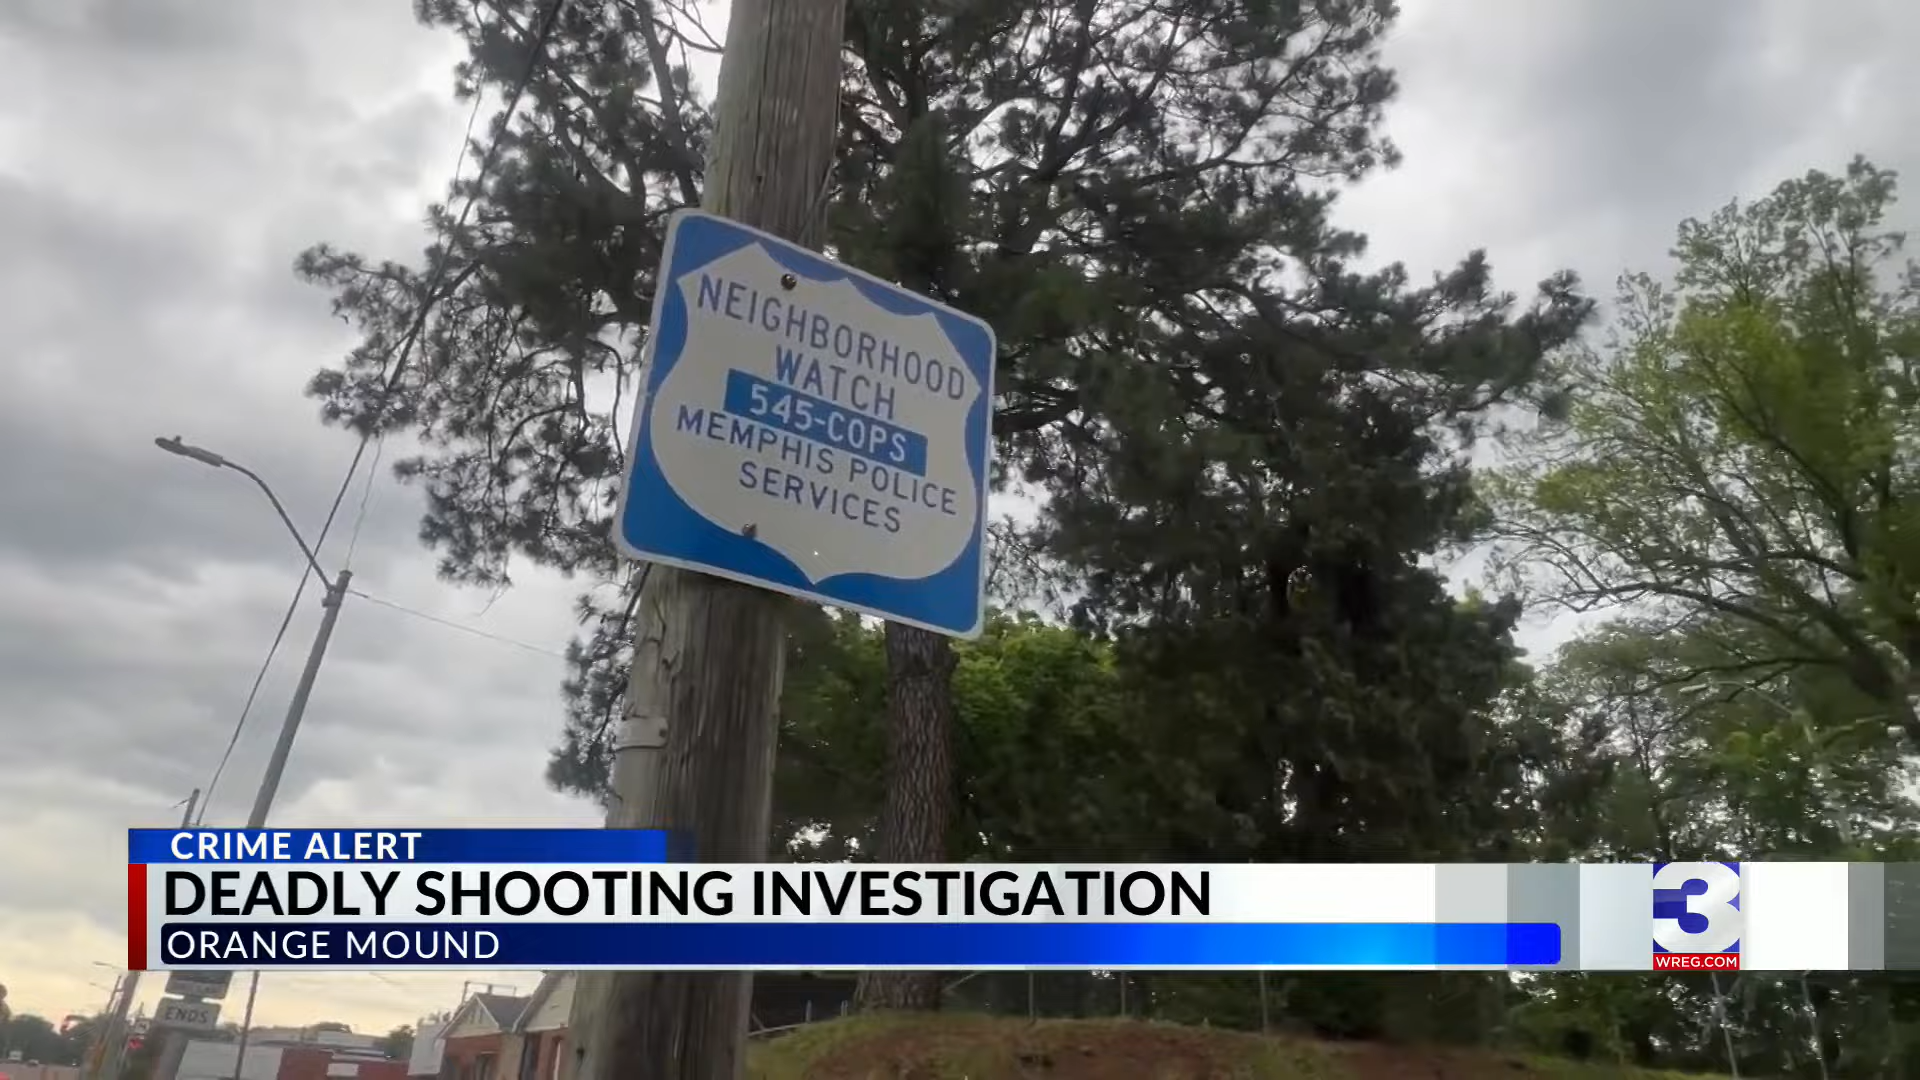 NEIGHBORHOOD
WATCH
545-COPS
MEMPHIS POLICE
SERVICES
CRIME ALERT
DEADLY SHOOTING INVESTIGATION
ORANGE MOUND
3
WREG.COM
ENDS